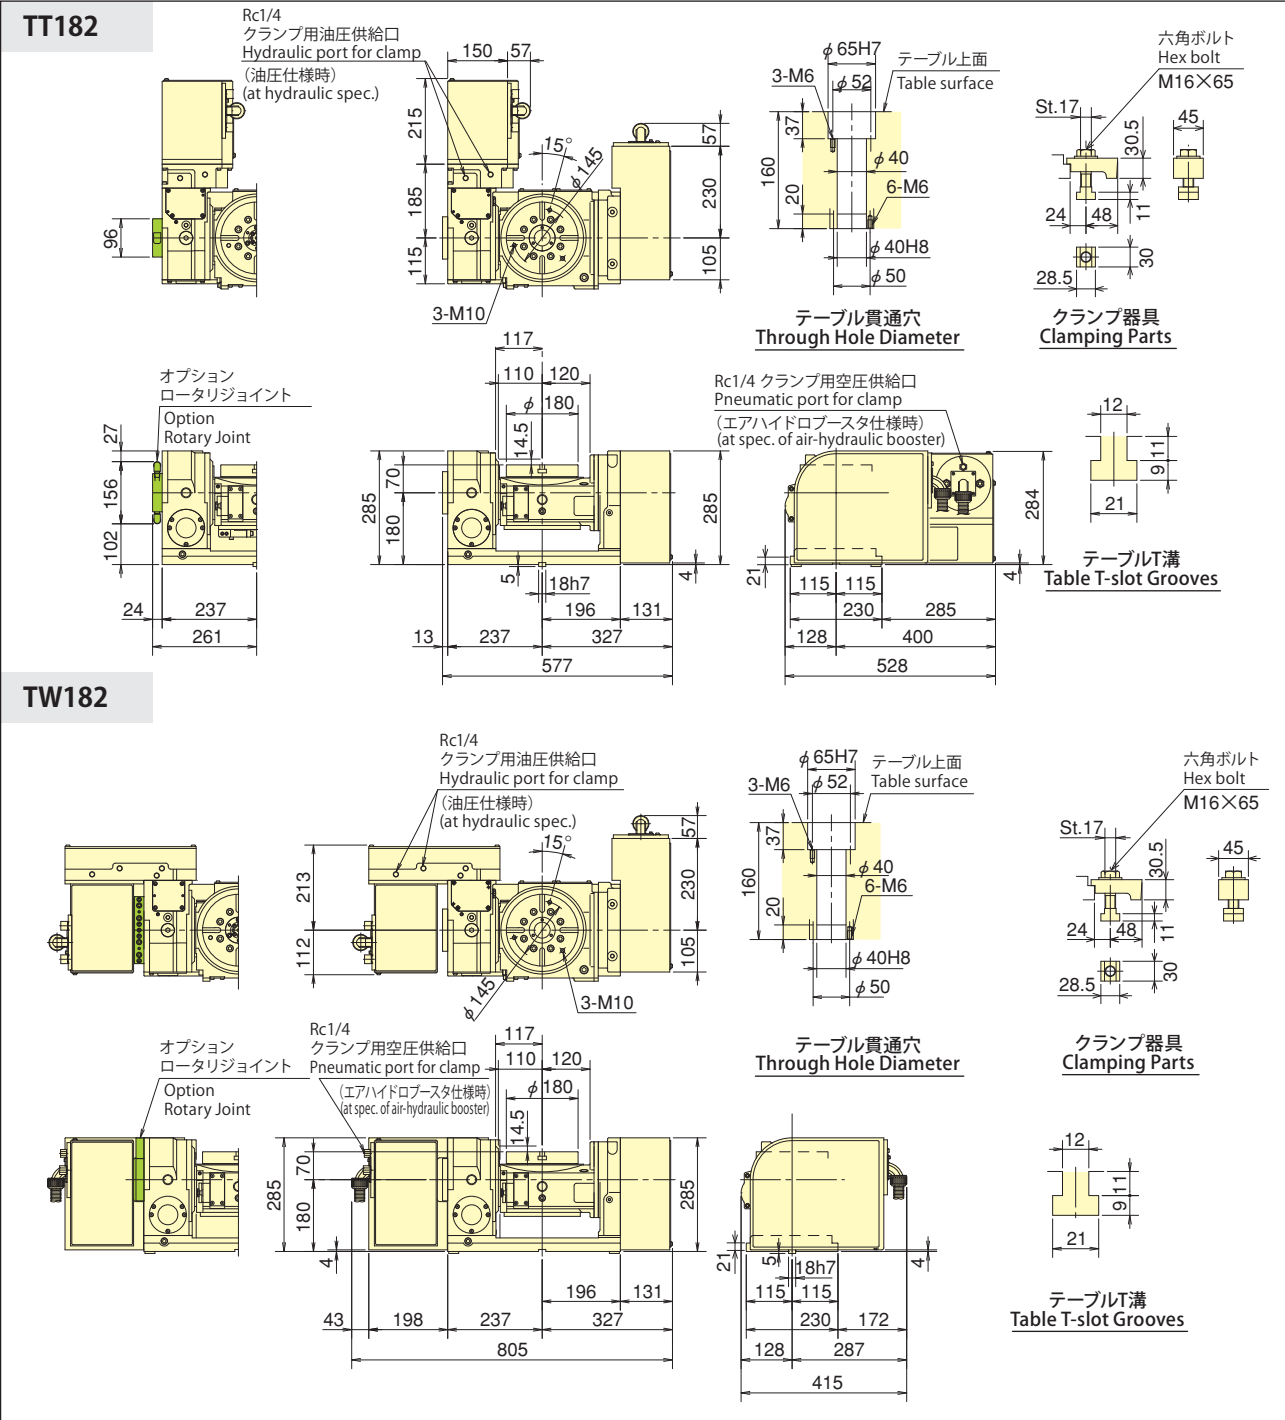 TT182
Rc1/4
クランプ用油圧供給口
Hydraulic port for clamp
(油圧仕様時)
(at hydraulic spec.)
150
57
215
185
115
96
15°
φ145
3-M10
57
230
105
φ65H7
φ52
3-M6
テーブル上面
Table surface
37
160
20
φ40
6-M6
φ40H8
φ50
テーブル貫通穴
Through Hole Diameter
六角ボルト
Hex bolt
M16×65
St.17
45
30.5
11
24
48
30
28.5
クランプ器具
Clamping Parts
オプション
ロータリジョイント
Option
Rotary Joint
27
156
102
24
237
261
117
110
120
φ 180
14.5
70
285
180
285
5
18h7
4
196
131
13
237
327
577
Rc1/4 クランプ用空圧供給口
Pneumatic port for clamp
(エアハイドロブースタ仕様時)
(at spec. of air-hydraulic booster)
284
21
4
115
115
230
285
128
400
528
12
11
9
21
テーブルT溝
Table T-slot Grooves
TW182
Rc1/4
クランプ用油圧供給口
Hydraulic port for clamp
(油圧仕様時)
(at hydraulic spec.)
213
112
15°
φ145
3-M10
57
230
105
φ65H7
φ52
3-M6
テーブル上面
Table surface
37
160
20
φ40
6-M6
φ40H8
φ50
テーブル貫通穴
Through Hole Diameter
六角ボルト
Hex bolt
M16×65
St.17
45
30.5
11
24
48
30
28.5
クランプ器具
Clamping Parts
オプション
ロータリジョイント
Option
Rotary Joint
Rc1/4
クランプ用空圧供給口
Pneumatic port for clamp
(エアハイドロブースタ仕様時)
(at spec. of air-hydraulic booster)
117
110
120
φ180
14.5
70
285
180
285
4
196
131
43
198
237
327
805
21
5
18h7
4
115
115
230
172
128
287
415
12
11
9
21
テーブルT溝
Table T-slot Grooves